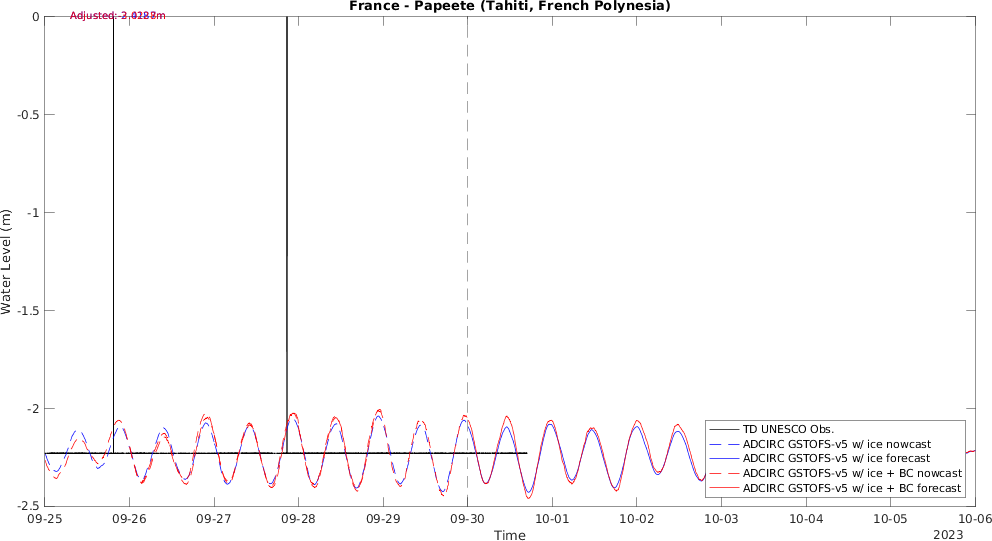 France - Papeete (Tahiti, French Polynesia)
Adjusted:
0
-0.5
-1
-1.5
-2
-2.5
Water Level (m)
TD UNESCO Obs.
ADCIRC GSTOFS-v5 w/ ice nowcast
ADCIRC GSTOFS-v5 w/ ice forecast
ADCIRC GSTOFS-v5 w/ ice + BC nowcast
ADCIRC GSTOFS-v5 w/ ice + BC forecast
09-25 09-26 09-27 09-28 09-29 09-30 10-01 10-02 10-03 10-04 10-05 10-06
Time
2023